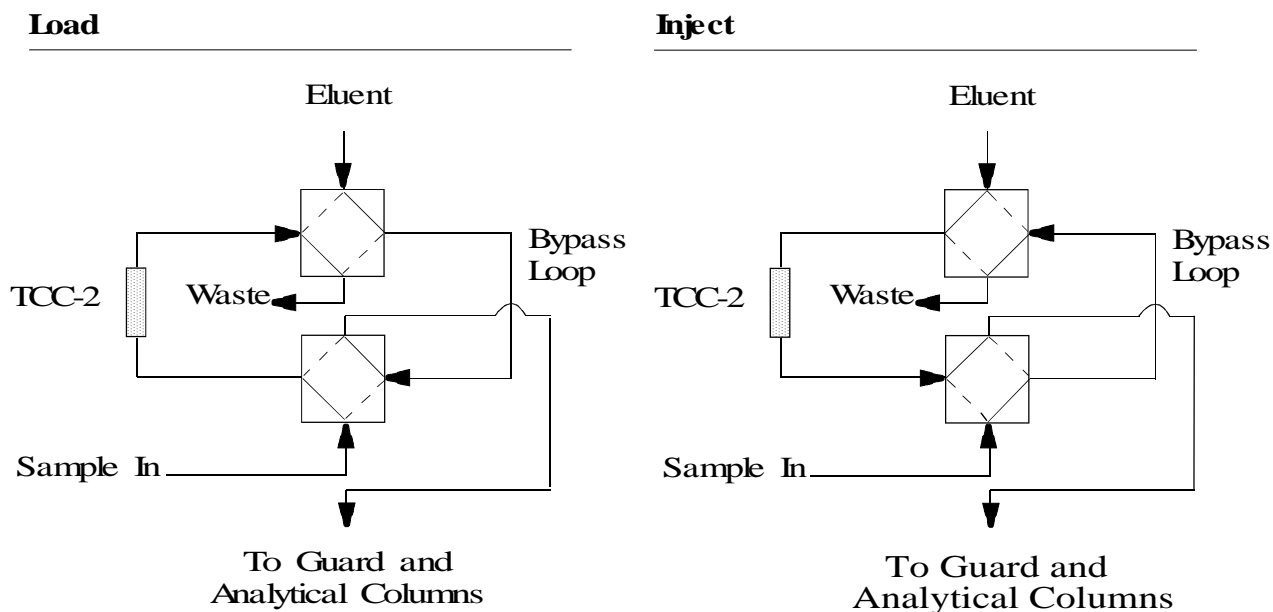 Load
Eluent
Bypass
Loop
TCC-2
Waste
Sample In
To Guard and
Analytical Columns
Inject
Eluent
Bypass
Loop
TCC-2
Waste
Sample In
To Guard and
Analytical Columns